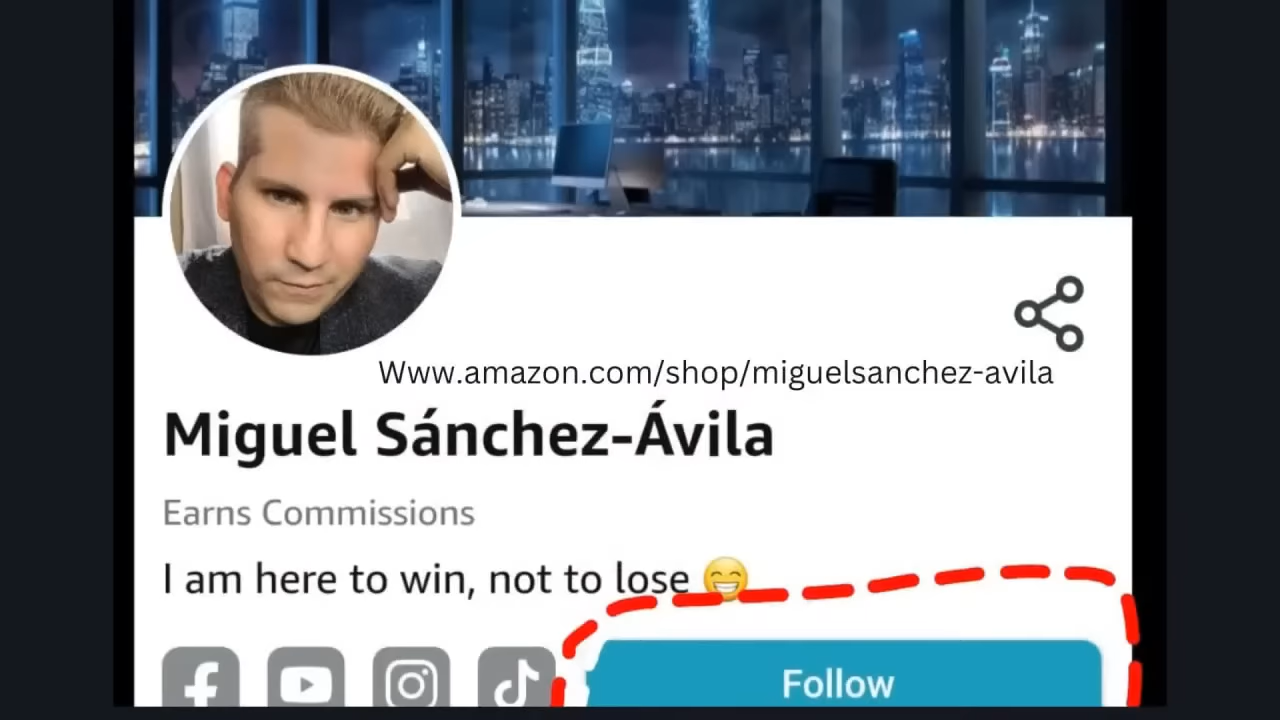 Www.amazon.com/shop/miguelsanchez-avila
Miguel Sánchez-Ávila
Earns Commissions
I am here to win, not to lose 😁
Follow